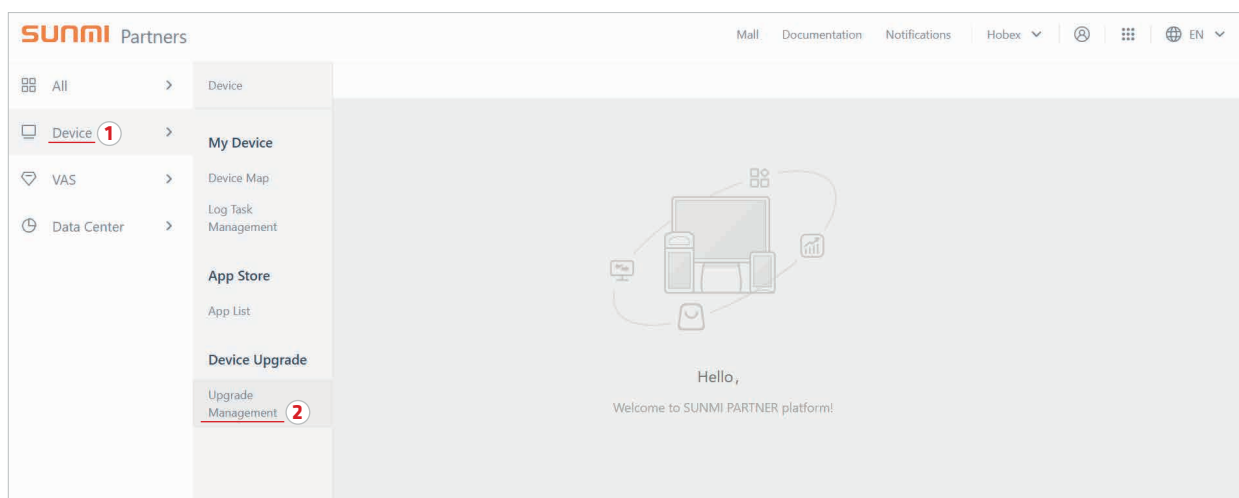 SUNMI Partners
Mall Documentation Notifications Hobex EN
All
Device 1
VAS
Data Center
Device
My Device
Device Map
Log Task
Management
App Store
App List
Device Upgrade
Upgrade
Management 2
Hello,
Welcome to SUNMI PARTNER platform!